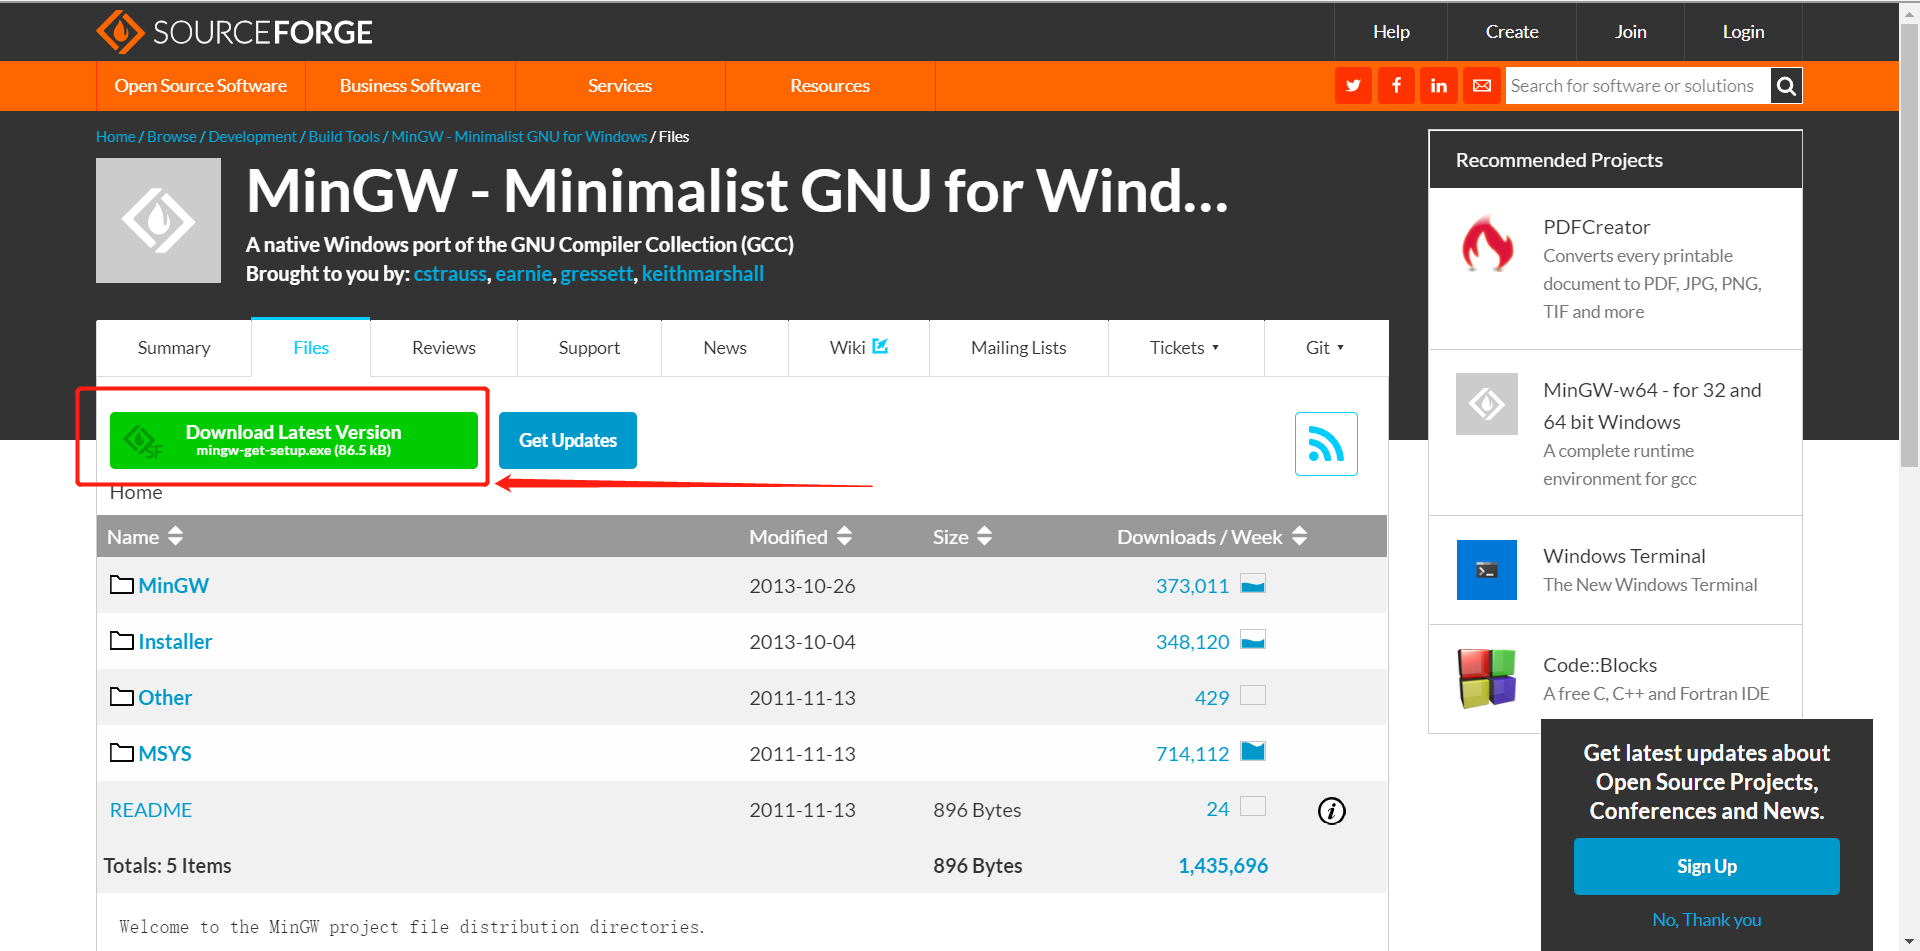 SOURCEFORGE
Help Create Join Login
Open Source Software Business Software Services Resources
Search for software or solutions
Home / Browse / Development / Build Tools / MinGW - Minimalist GNU for Windows / Files
MinGW - Minimalist GNU for Wind...
A native Windows port of the GNU Compiler Collection (GCC)
Brought to you by: cstrauss, earnie, gressett, keithmarshall
Summary Files Reviews Support News Wiki Mailing Lists Tickets Git
SF
Download Latest Version
mingw-get-setup.exe (86.5 kB)
Get Updates
Home
Name Modified Size Downloads / Week
MinGW 2013-10-26 373,011
Installer 2013-10-04 348,120
Other 2011-11-13 429
MSYS 2011-11-13 714,112
README 2011-11-13 896 Bytes 24
Totals: 5 Items 896 Bytes 1,435,696
Welcome to the MinGW project file distribution directories.
Recommended Projects
PDFCreator
Converts every printable
document to PDF, JPG, PNG,
TIF and more
MinGW-w64 - for 32 and
64 bit Windows
A complete runtime
environment for gcc
Windows Terminal
The New Windows Terminal
Code::Blocks
A free C, C++ and Fortran IDE
Get latest updates about
Open Source Projects,
Conferences and News.
Sign Up
No, Thank you